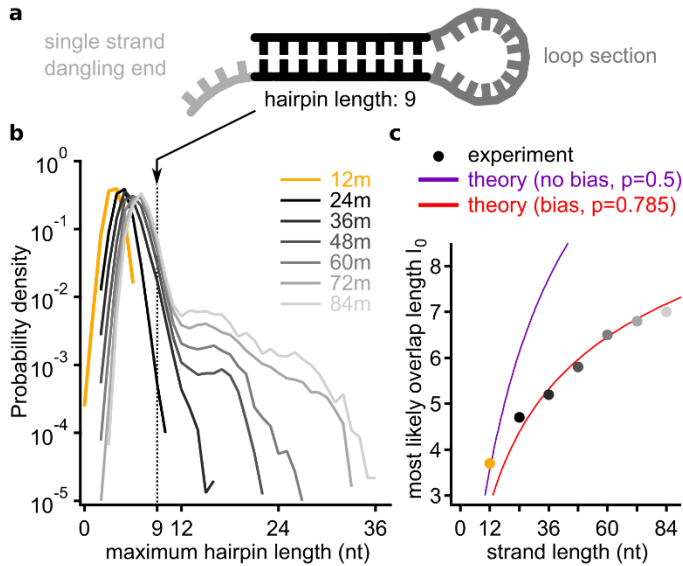 a
single strand
dangling end
loop section
hairpin length: 9
b
10^0
10^-1
10^-2
10^-3
10^-4
10^-5
Probability density
12m
24m
36m
48m
60m
72m
84m
0 9 12 24 36
maximum hairpin length (nt)
c
experiment
theory (no bias, p=0.5)
theory (bias, p=0.785)
most likely overlap length l_0
8
7
6
5
4
3
0 12 36 60 84
strand length (nt)